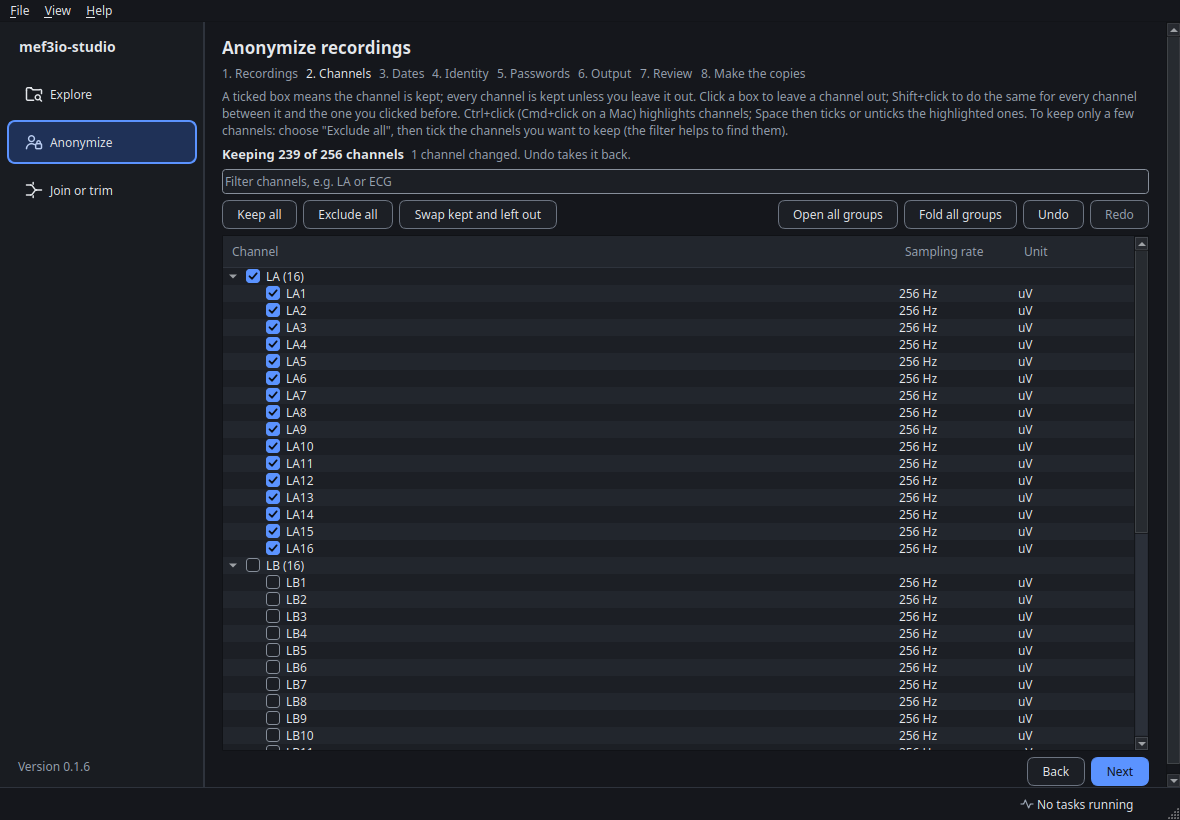 File View Help
mef3io-studio
Explore
Anonymize
Join or trim
Version 0.1.6
Anonymize recordings
1. Recordings 2. Channels 3. Dates 4. Identity 5. Passwords 6. Output 7. Review 8. Make the copies
A ticked box means the channel is kept; every channel is kept unless you leave it out. Click a box to leave a channel out; Shift+click to do the same for every channel
between it and the one you clicked before. Ctrl+click (Cmd+click on a Mac) highlights channels; Space then ticks or unticks the highlighted ones. To keep only a few
channels: choose "Exclude all", then tick the channels you want to keep (the filter helps to find them).
Keeping 239 of 256 channels 1 channel changed. Undo takes it back.
Filter channels, e.g. LA or ECG
Keep all Exclude all Swap kept and left out Open all groups Fold all groups Undo Redo
Channel Sampling rate Unit
LA (16)
LA1 256 Hz uV
LA2 256 Hz uV
LA3 256 Hz uV
LA4 256 Hz uV
LA5 256 Hz uV
LA6 256 Hz uV
LA7 256 Hz uV
LA8 256 Hz uV
LA9 256 Hz uV
LA10 256 Hz uV
LA11 256 Hz uV
LA12 256 Hz uV
LA13 256 Hz uV
LA14 256 Hz uV
LA15 256 Hz uV
LA16 256 Hz uV
LB (16)
LB1 256 Hz uV
LB2 256 Hz uV
LB3 256 Hz uV
LB4 256 Hz uV
LB5 256 Hz uV
LB6 256 Hz uV
LB7 256 Hz uV
LB8 256 Hz uV
LB9 256 Hz uV
LB10 256 Hz uV
Back Next
No tasks running